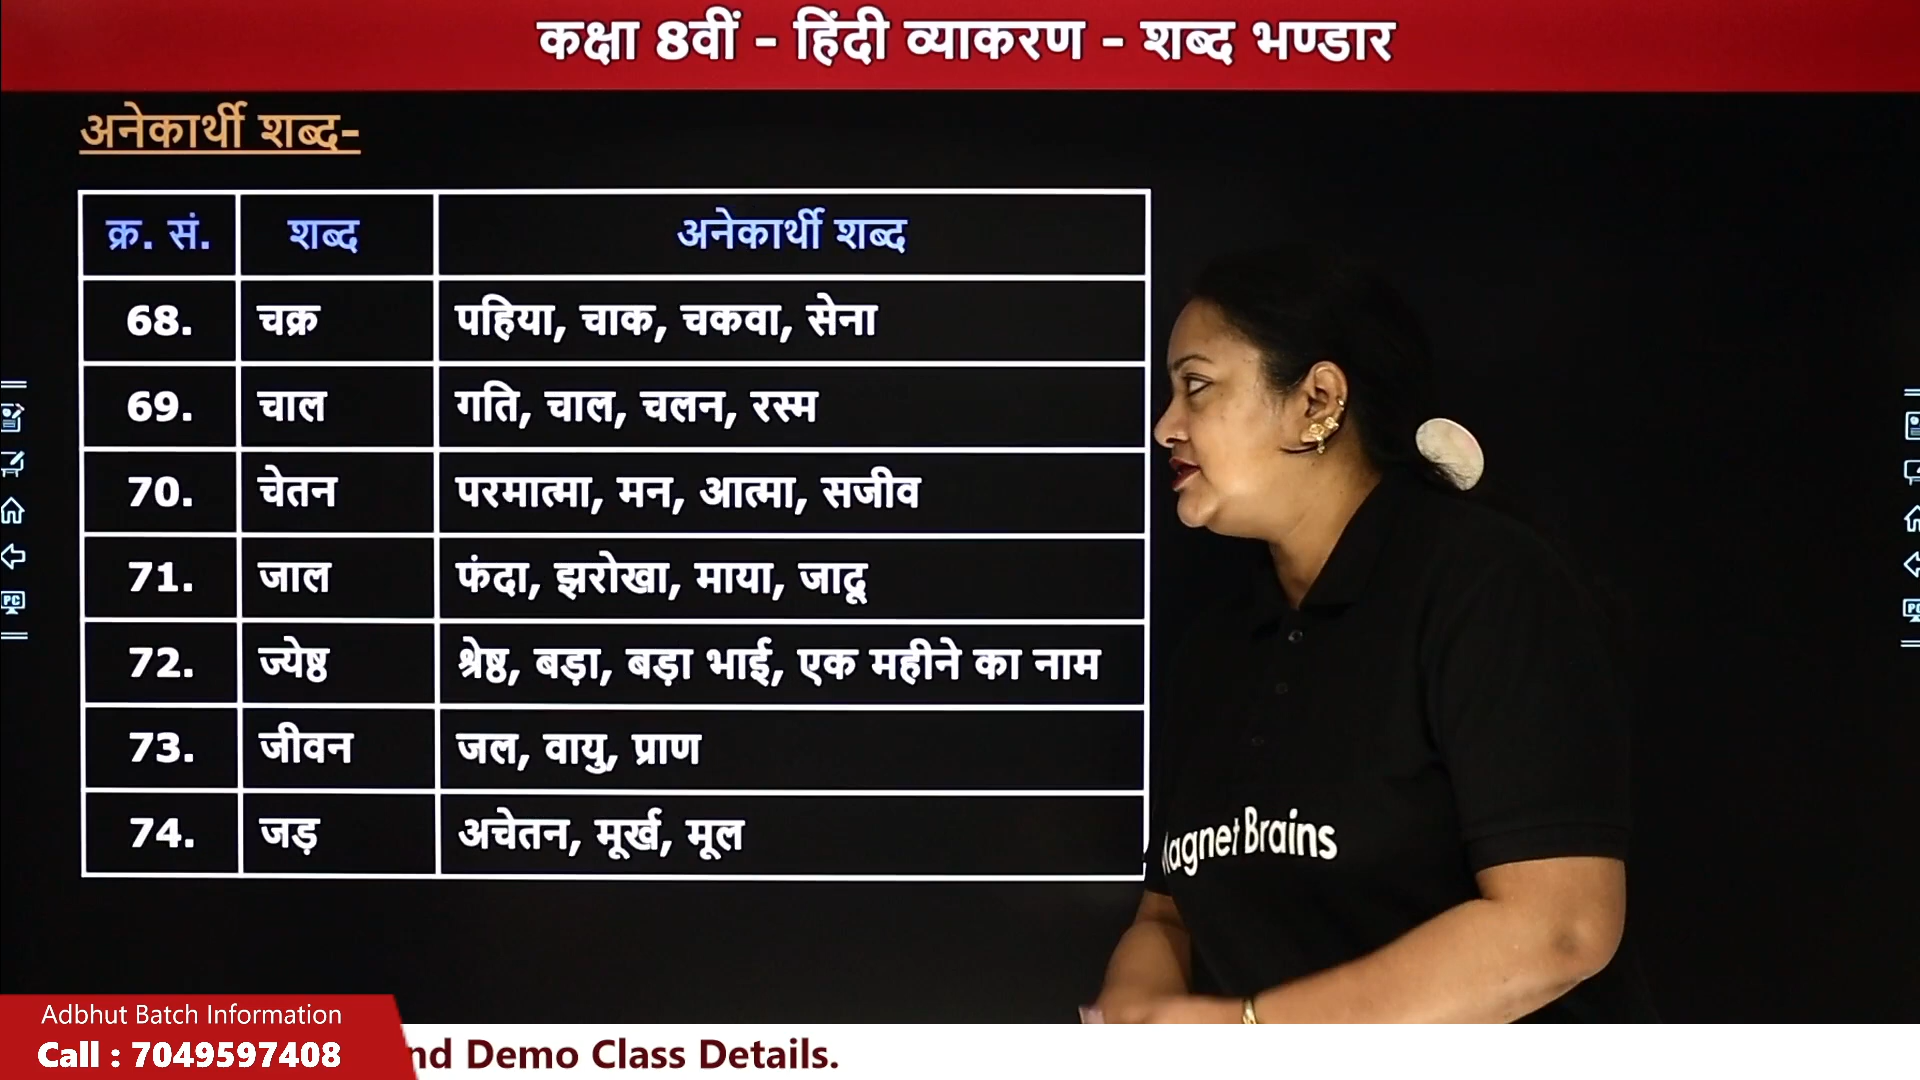 कक्षा 8वीं - हिंदी व्याकरण - शब्द भण्डार
अनेकार्थी शब्द-
क्र. सं. शब्द अनेकार्थी शब्द
68. चक्र पहिया, चाक, चकवा, सेना
69. चाल गति, चाल, चलन, रस्म
70. चेतन परमात्मा, मन, आत्मा, सजीव
71. जाल फंदा, झरोखा, माया, जादू
72. ज्येष्ठ श्रेष्ठ, बड़ा, बड़ा भाई, एक महीने का नाम
73. जीवन जल, वायु, प्राण
74. जड़ अचेतन, मूर्ख, मूल
PC
Brains
Adbhut Batch Information
Call : 7049597408
Demo Class Details.